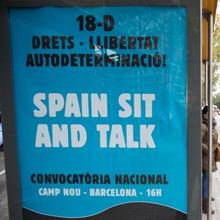 18-D
DRETS · LLIBERTAT
AUTODETERMINACIÓ!
SPAIN SIT
AND TALK
CONVOCATÒRIA NACIONAL
CAMP NOU - BARCELONA - 16H